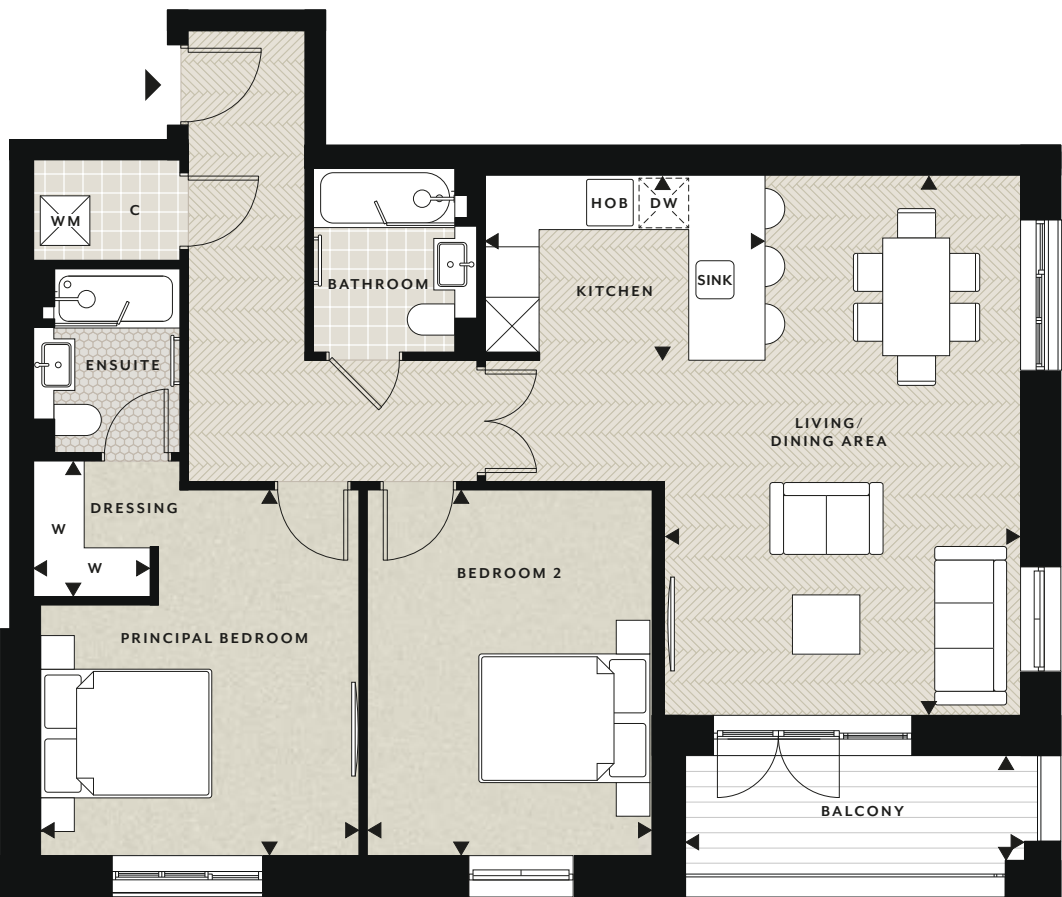 WM
C
HOB
DW
BATHROOM
KITCHEN
SINK
ENSUITE
LIVING/
DINING AREA
DRESSING
W
W
BEDROOM 2
PRINCIPAL BEDROOM
BALCONY